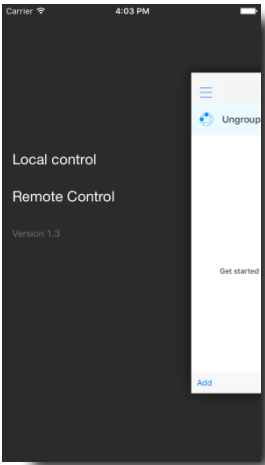 Carrier
4:03 PM
Ungroup
Local control
Remote Control
Version 1.3
Get started
Add